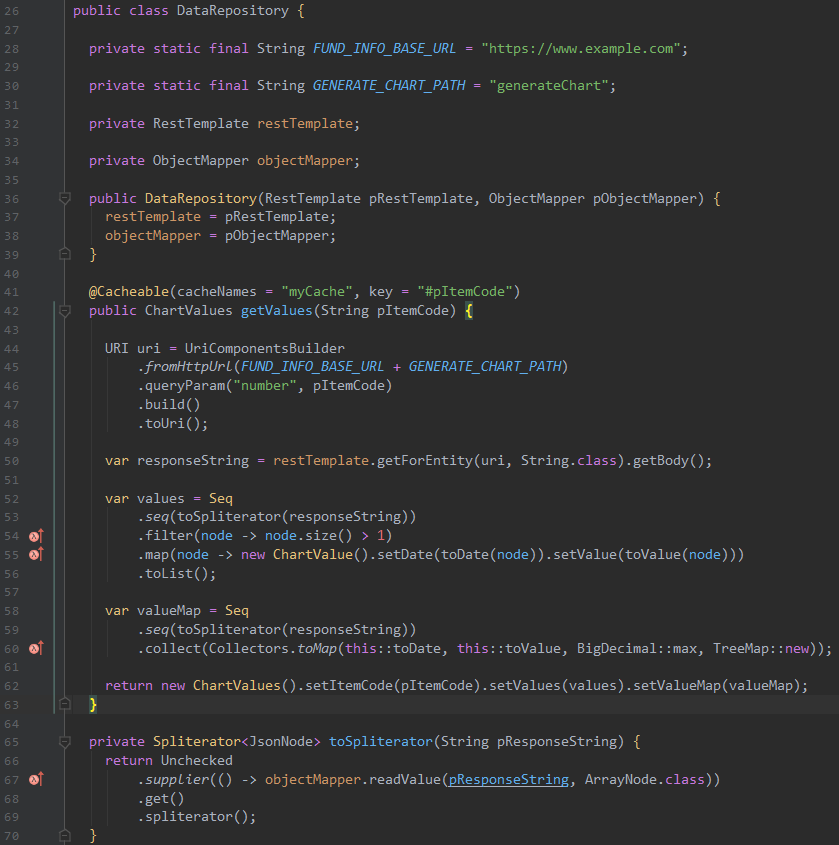 26 public class DataRepository {
27
28 private static final String FUND_INFO_BASE_URL = "https://www.example.com";
29
30 private static final String GENERATE_CHART_PATH = "generateChart";
31
32 private RestTemplate restTemplate;
33
34 private ObjectMapper objectMapper;
35
36 public DataRepository(RestTemplate pRestTemplate, ObjectMapper pObjectMapper) {
37 restTemplate = pRestTemplate;
38 objectMapper = pObjectMapper;
39 }
40
41 @Cacheable(cacheNames = "myCache", key = "#pItemCode")
42 public ChartValues getValues(String pItemCode) {
43
44 URI uri = UriComponentsBuilder
45 .fromHttpUrl(FUND_INFO_BASE_URL + GENERATE_CHART_PATH)
46 .queryParam("number", pItemCode)
47 .build()
48 .toUri();
49
50 var responseString = restTemplate.getForEntity(uri, String.class).getBody();
51
52 var values = Seq
53 .seq(toSpliterator(responseString))
54 .filter(node -> node.size() > 1)
55 .map(node -> new ChartValue().setDate(toDate(node)).setValue(toValue(node)))
56 .toList();
57
58 var valueMap = Seq
59 .seq(toSpliterator(responseString))
60 .collect(Collectors.toMap(this::toDate, this::toValue, BigDecimal::max, TreeMap::new));
61
62 return new ChartValues().setItemCode(pItemCode).setValues(values).setValueMap(valueMap);
63 }
64
65 private Spliterator<JsonNode> toSpliterator(String pResponseString) {
66 return Unchecked
67 .supplier(() -> objectMapper.readValue(pResponseString, ArrayNode.class))
68 .get()
69 .spliterator();
70 }